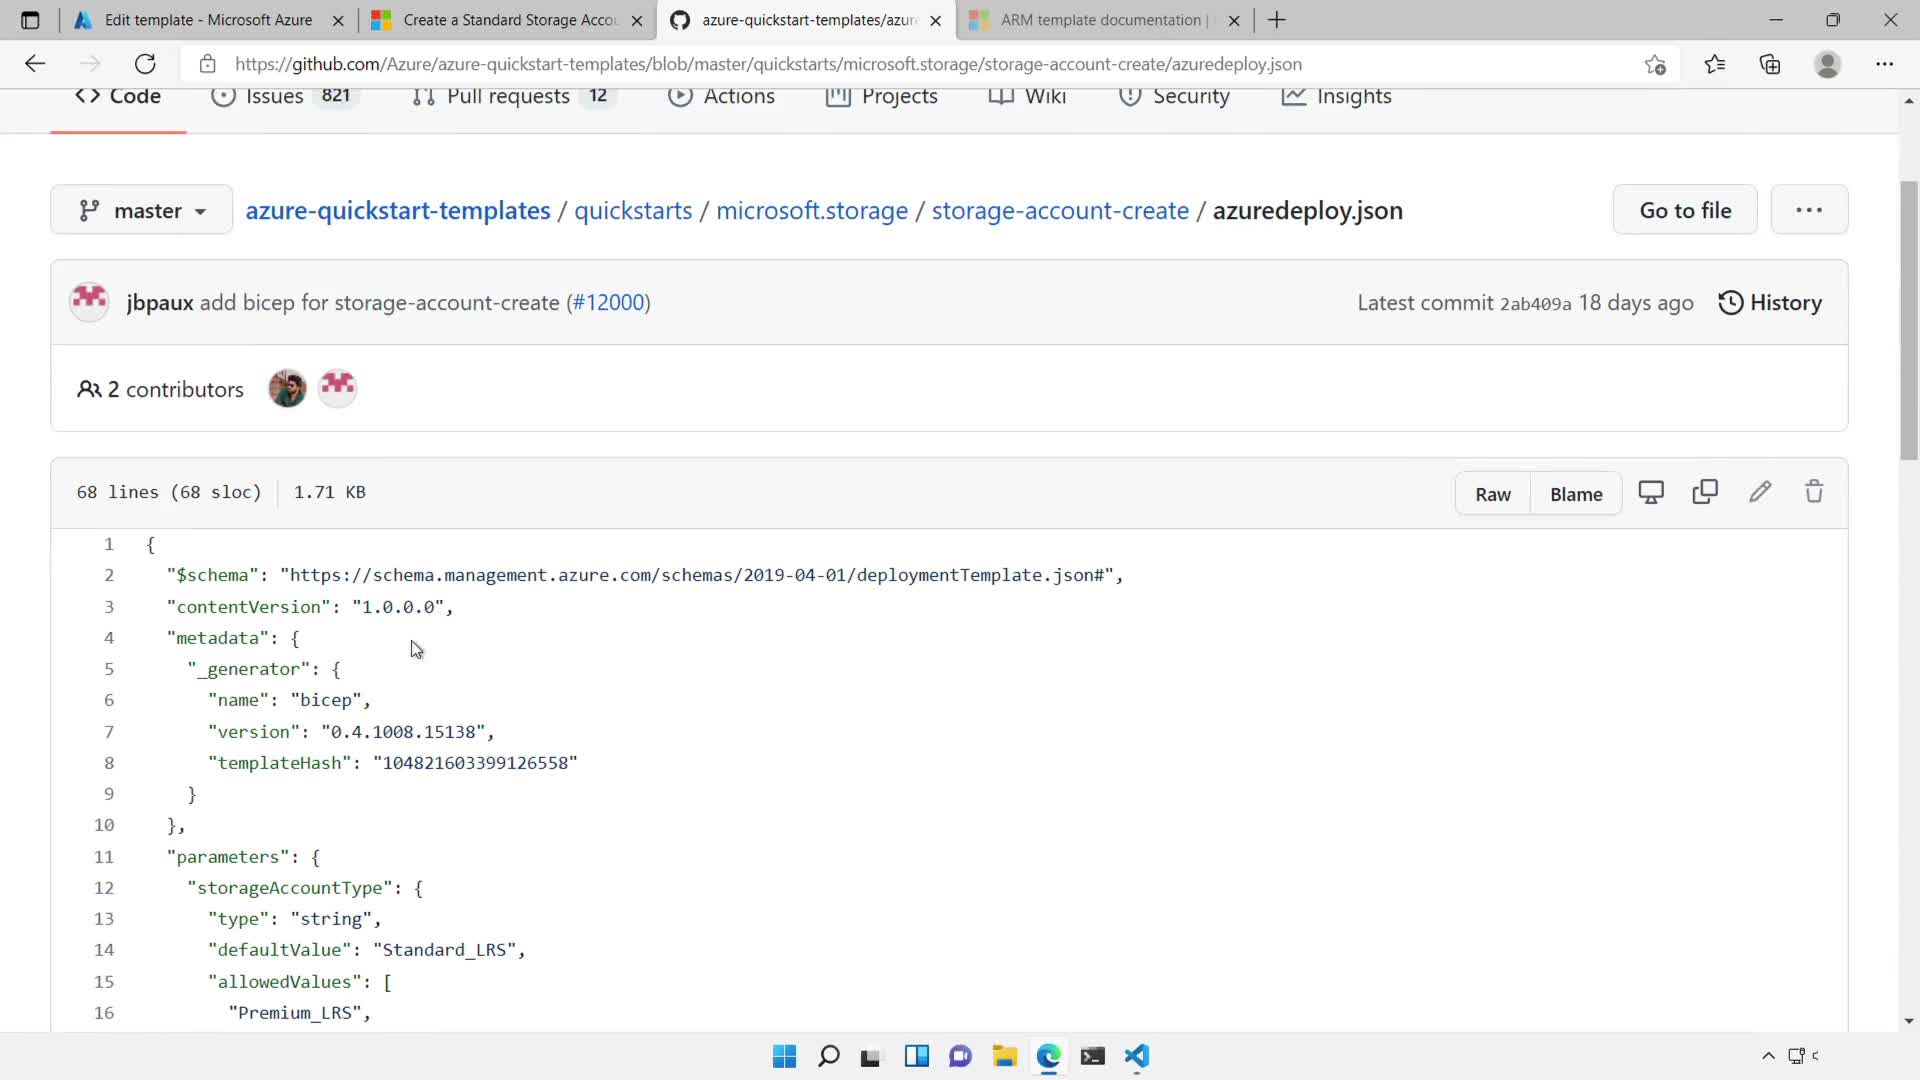 Edit template - Microsoft Azure
Create a Standard Storage Accou
azure-quickstart-templates/azure
ARM template documentation |
https://github.com/Azure/azure-quickstart-templates/blob/master/quickstarts/microsoft.storage/storage-account-create/azuredeploy.json
Code
Issues 821
Pull requests 12
Actions
Projects
Wiki
Security
Insights
master
azure-quickstart-templates / quickstarts / microsoft.storage / storage-account-create / azuredeploy.json
Go to file
jbpaux add bicep for storage-account-create (#12000)
Latest commit 2ab409a 18 days ago
History
2 contributors
68 lines (68 sloc)
1.71 KB
Raw
Blame
1 {
2 "$schema": "https://schema.management.azure.com/schemas/2019-04-01/deploymentTemplate.json#",
3 "contentVersion": "1.0.0.0",
4 "metadata": {
5 "_generator": {
6 "name": "bicep",
7 "version": "0.4.1008.15138",
8 "templateHash": "104821603399126558"
9 }
10 },
11 "parameters": {
12 "storageAccountType": {
13 "type": "string",
14 "defaultValue": "Standard_LRS",
15 "allowedValues": [
16 "Premium_LRS",